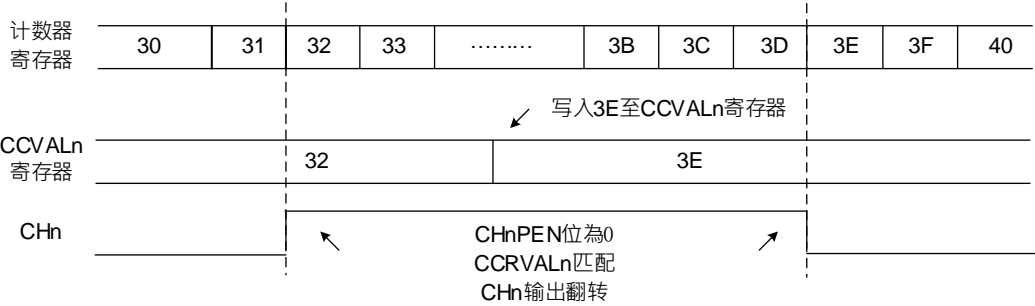 计数器
寄存器
30 31 32 33 ⋯⋯⋯ 3B 3C 3D 3E 3F 40
写入3E至CCVALn寄存器
CCVALn
寄存器
32 3E
CHn
CHnPEN位為0
CCRVALn匹配
CHn输出翻转